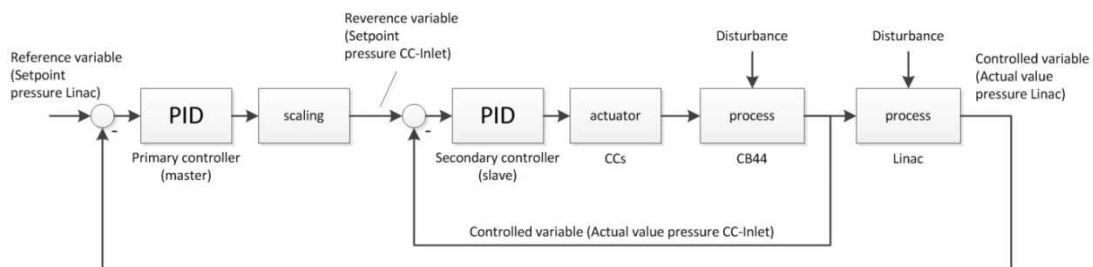 Reference variable
(Setpoint
pressure Linac)
-
PID
Primary controller
(master)
scaling
Reverence variable
(Setpoint
pressure CC-Inlet)
-
PID
Secondary controller
(slave)
actuator
CCs
Disturbance
process
CB44
Disturbance
process
Linac
Controlled variable
(Actual value
pressure Linac)
Controlled variable (Actual value pressure CC-Inlet)